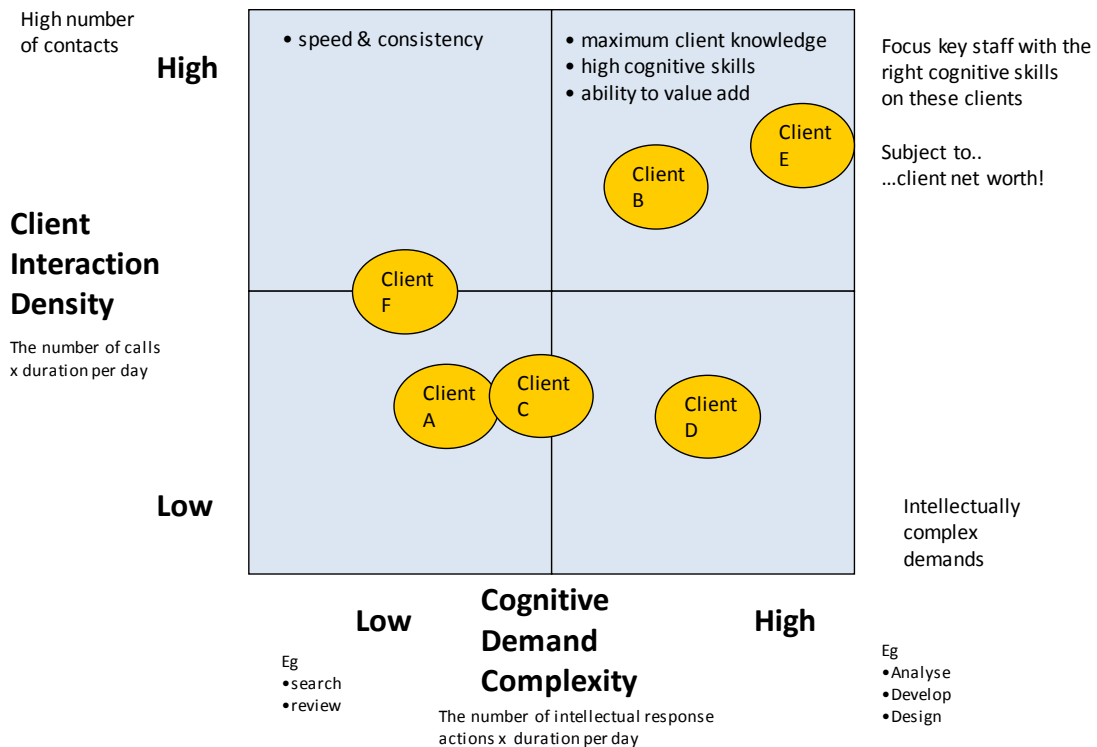 High number
of contacts
High
• speed & consistency
• maximum client knowledge
• high cognitive skills
• ability to value add
Focus key staff with the
right cognitive skills
on these clients
Subject to..
...client net worth!
Client
E
Client
B
Client
Interaction
Density
The number of calls
x duration per day
Client
F
Client
A
Client
C
Client
D
Low
Intellectually
complex
demands
Low
Cognitive
Demand
Complexity
High
Eg
•search
•review
The number of intellectual response
actions x duration per day
Eg
•Analyse
•Develop
•Design